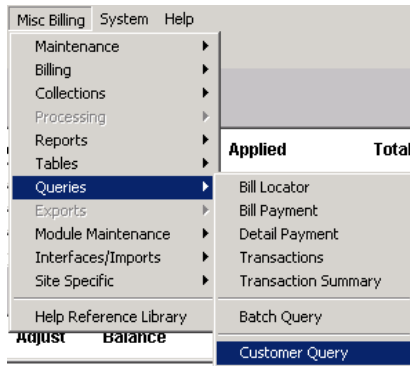 Misc Billing System Help
Maintenance
Billing
Collections
Processing
Reports
Applied Total
Tables
Queries
Bill Locator
Exports
Bill Payment
Module Maintenance
Detail Payment
Interfaces/Imports
Transactions
Site Specific
Transaction Summary
Help Reference Library
Batch Query
Adjust Balance
Customer Query